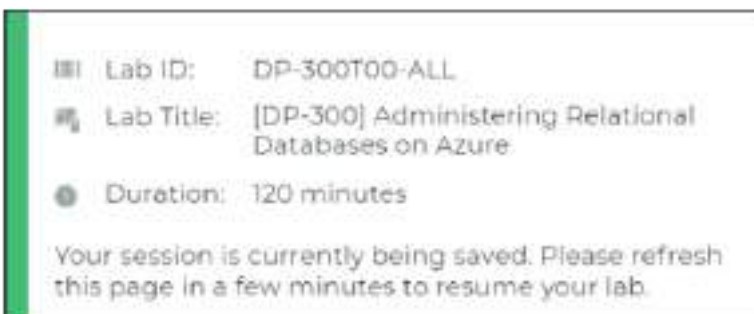 Lab ID: DP-300T00-ALL
Lab Title: [DP-300] Administering Relational
Databases on Azure
Duration: 120 minutes
Your session is currently being saved. Please refresh
this page in a few minutes to resume your lab.